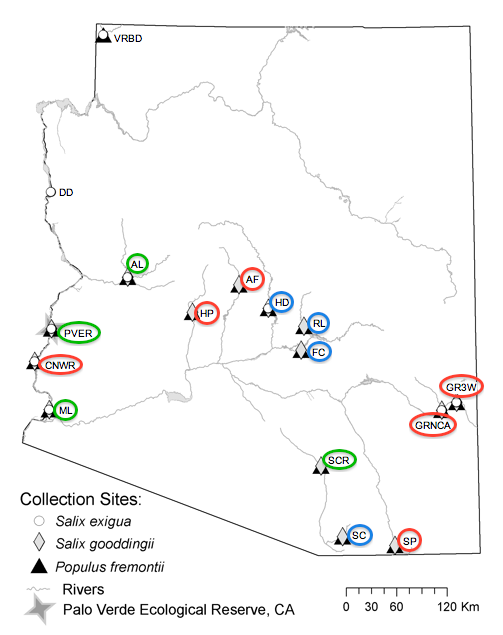 VRBD
DD
AL
AF
HD
HP
RL
PVER
FC
CNWR
GR3W
ML
GRNCA
SCR
SC
SP
Collection Sites:
Salix exigua
Salix gooddingii
Populus fremontii
Rivers
Palo Verde Ecological Reserve, CA
0 30 60 120 Km